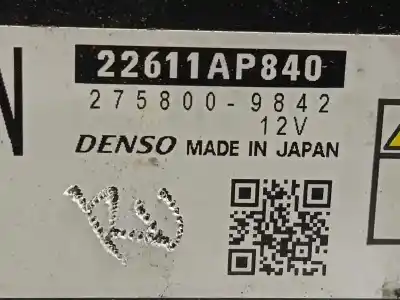 22611AP840
275800-9842
12V
DENSO MADE IN JAPAN